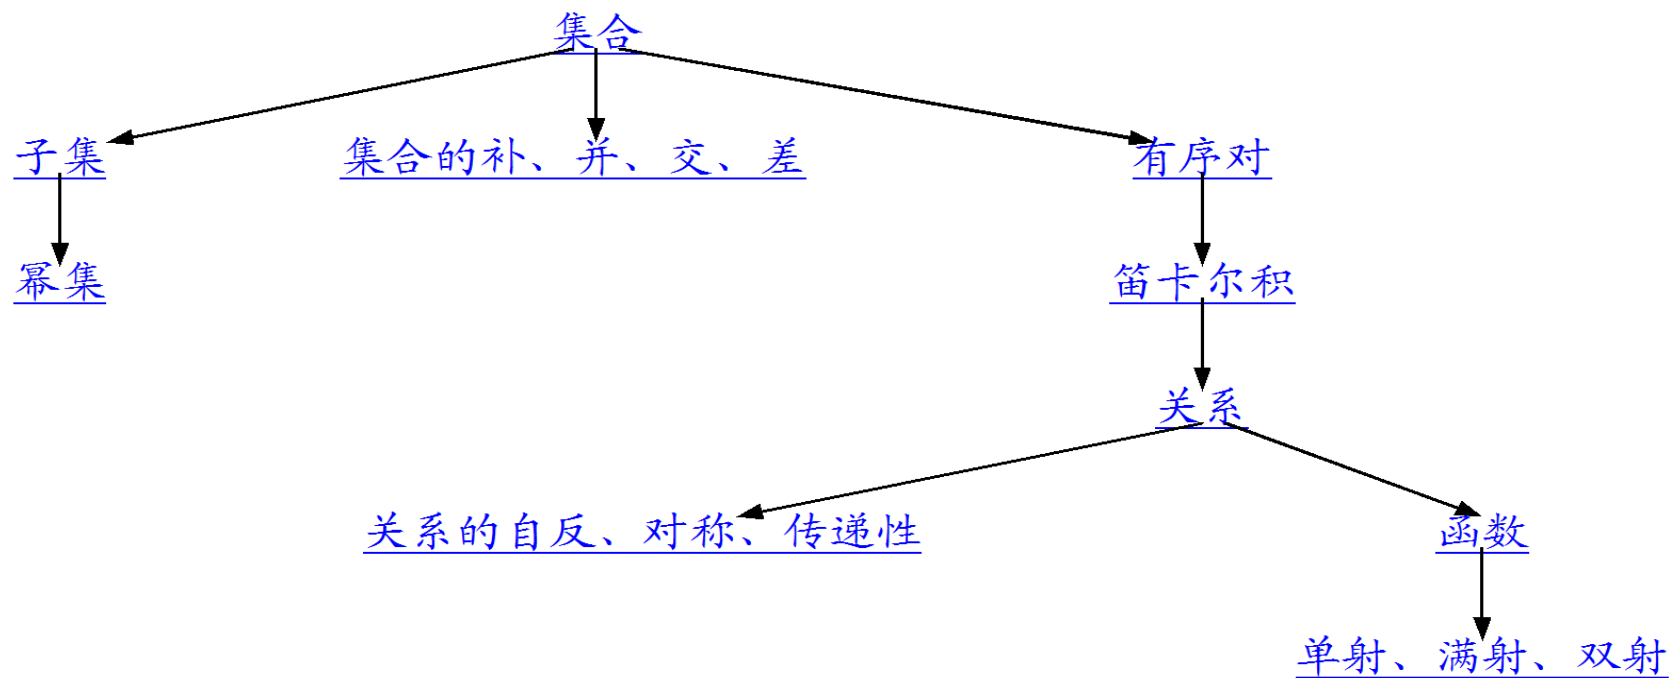 集合
子集
集合的补、并、交、差
有序对
幂集
笛卡尔积
关系
关系的自反、对称、传递性
函数
单射、满射、双射